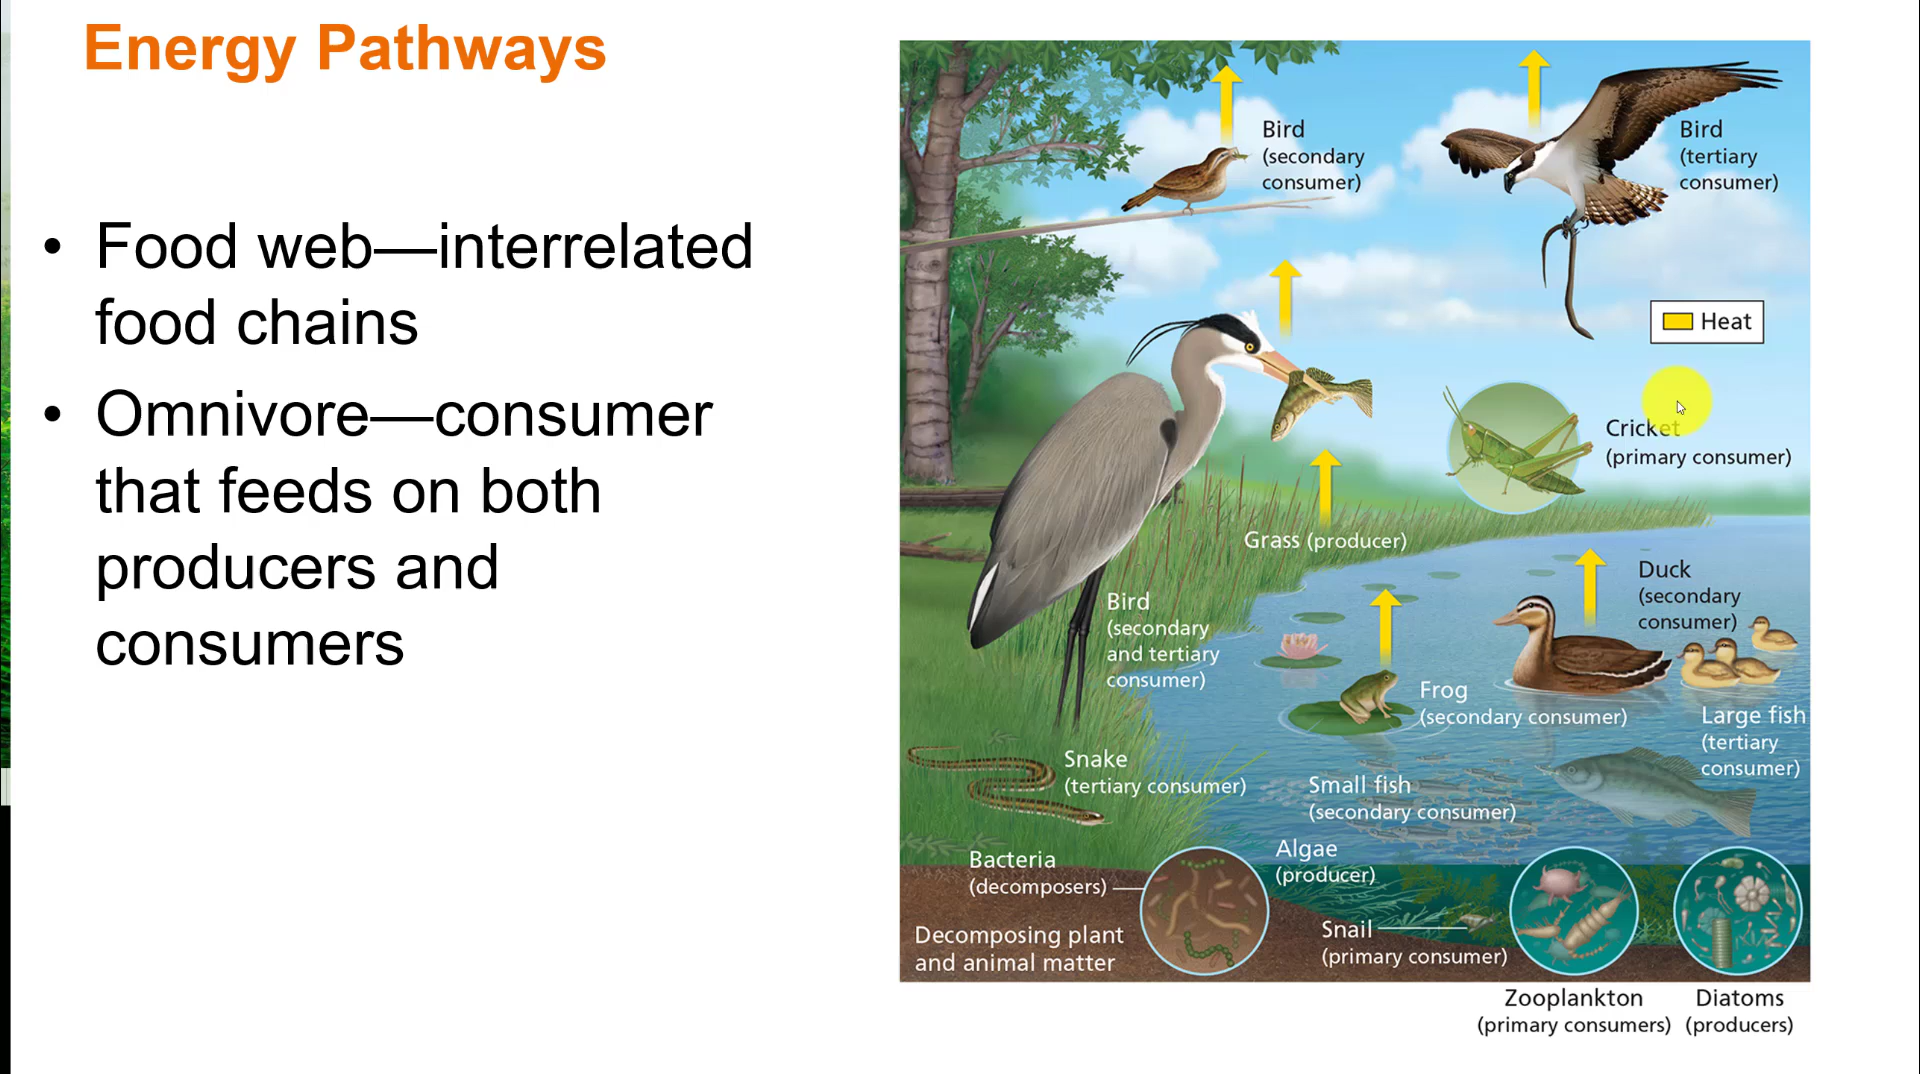 Energy Pathways
• Food web—interrelated
food chains
• Omnivore—consumer
that feeds on both
producers and
consumers
Bird
(secondary
consumer)
Bird
(tertiary
consumer)
Heat
Cricket
(primary consumer)
Grass (producer)
Duck
(secondary
consumer)
Bird
(secondary
and tertiary
consumer)
Frog
(secondary consumer)
Large fish
(tertiary
consumer)
Snake
(tertiary consumer)
Small fish
(secondary consumer)
Algae
(producer)
Bacteria
(decomposers)
Decomposing plant
and animal matter
Snail
(primary consumer)
Zooplankton
(primary consumers)
Diatoms
(producers)